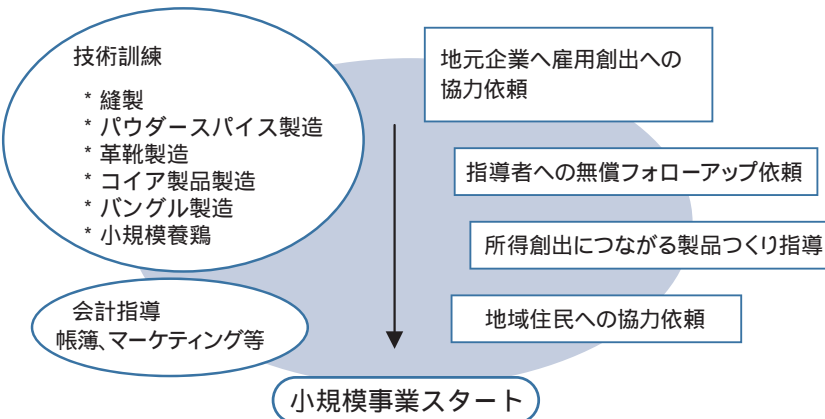 技術訓練
* 縫製
* パウダースパイス製造
* 革靴製造
* コイア製品製造
* バングル製造
* 小規模養鶏
会計指導
帳簿、マーケティング等
地元企業へ雇用創出への
協力依頼
指導者への無償フォローアップ依頼
所得創出につながる製品つくり指導
地域住民への協力依頼
小規模事業スタート